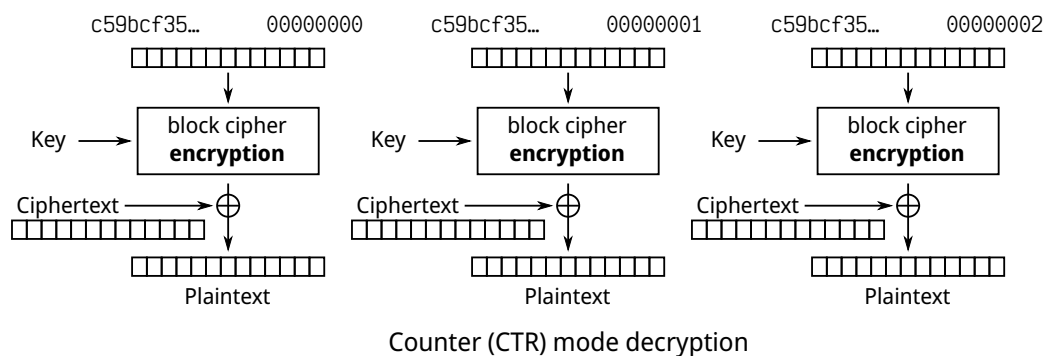 c59bcf35… 00000000 c59bcf35… 00000001 c59bcf35… 00000002
block cipher block cipher block cipher
Key encryption Key encryption Key encryption
Ciphertext Ciphertext Ciphertext
Plaintext Plaintext Plaintext
Counter (CTR) mode decryption